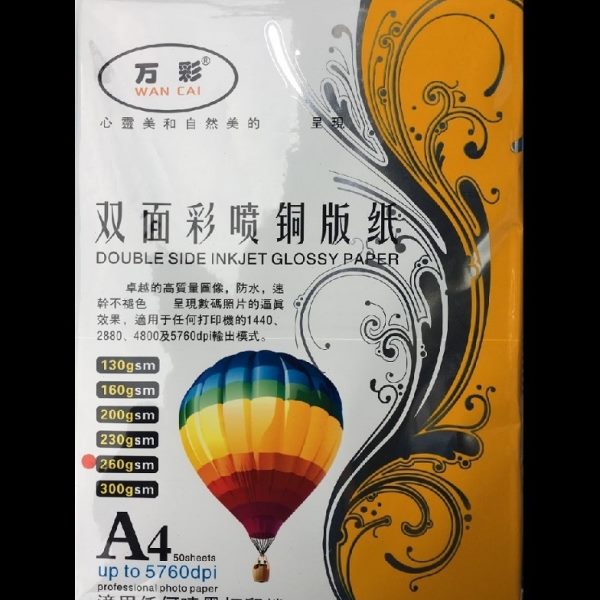 万彩®
WAN CAI
心靈美和自然美的 呈現
双面彩喷铜版纸
DOUBLE SIDE INKJET GLOSSY PAPER
卓越的高質量圖像，防水，速
幹不褪色 呈現數碼照片的逼眞
效果，適用于任何打印機的1440、
2880、4800及5760dpi輸出模式。
130gsm
160gsm
200gsm
230gsm
260gsm
300gsm
A4 50sheets
up to 5760dpi
professional photo paper